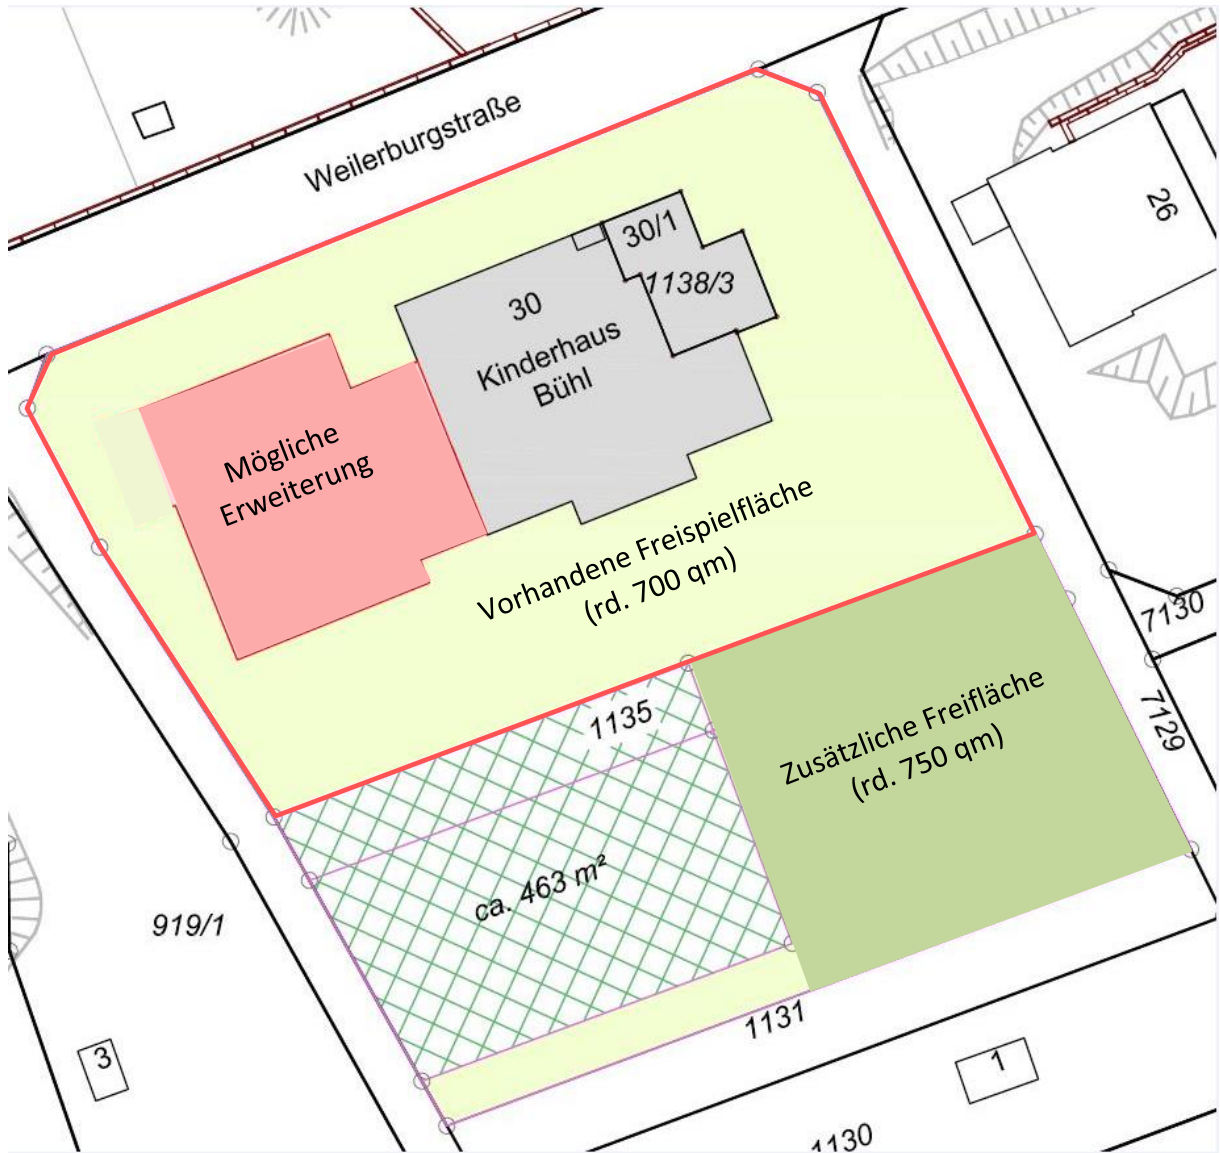 Weilerburgstraße
26
30/1
1138/3
30
Kinderhaus
Bühl
Mögliche
Erweiterung
Vorhandene Freispielfläche
(rd. 700 qm)
7130
7129
1135
Zusätzliche Freifläche
(rd. 750 qm)
ca. 463 m²
919/1
1131
3
1
1130